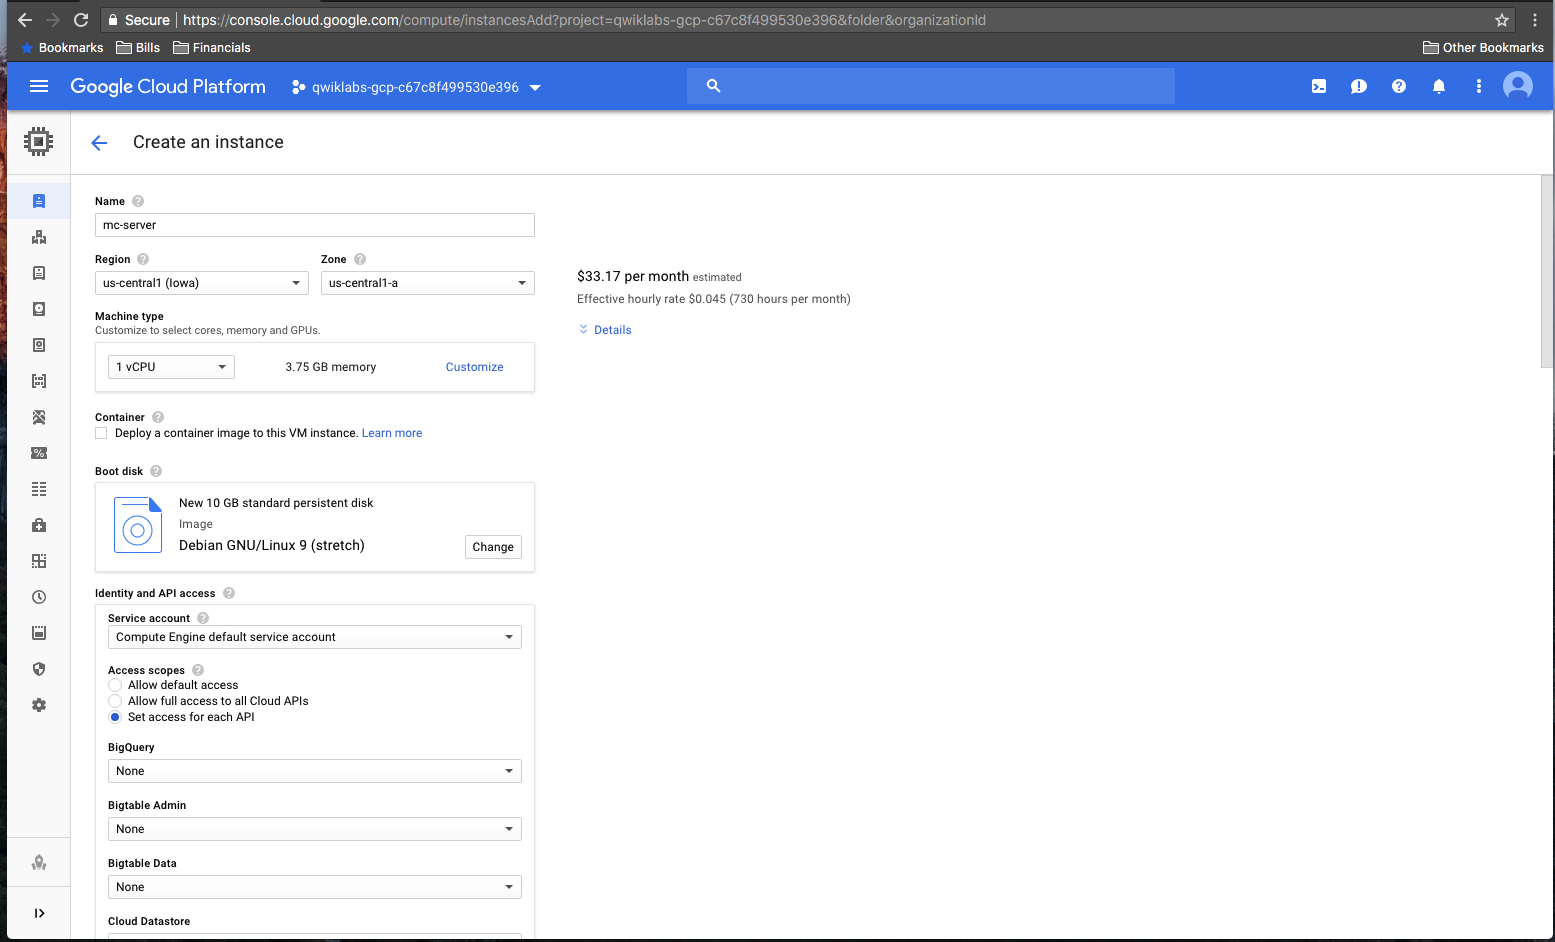 Secure https://console.cloud.google.com/compute/instancesAdd?project=qwiklabs-gcp-c67c8f499530e396&folder&organizationId
Bookmarks Bills Financials Other Bookmarks
Google Cloud Platform qwiklabs-gcp-c67c8f499530e396
Create an instance
Name
mc-server
Region Zone
us-central1 (Iowa) us-central1-a
$33.17 per month estimated
Effective hourly rate $0.045 (730 hours per month)
Details
Machine type
Customize to select cores, memory and GPUs.
1 vCPU 3.75 GB memory Customize
Container
Deploy a container image to this VM instance. Learn more
Boot disk
New 10 GB standard persistent disk
Image
Debian GNU/Linux 9 (stretch)
Change
Identity and API access
Service account
Compute Engine default service account
Access scopes
Allow default access
Allow full access to all Cloud APIs
Set access for each API
BigQuery
None
Bigtable Admin
None
Bigtable Data
None
Cloud Datastore